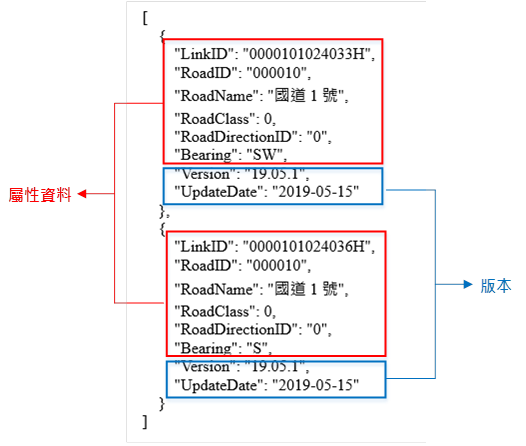 [
{
"LinkID": "0000101024033H",
"RoadID": "000010",
"RoadName": "國道 1 號",
"RoadClass": 0,
"RoadDirectionID": "0",
"Bearing": "SW",
"Version": "19.05.1",
"UpdateDate": "2019-05-15"
},
屬性資料
{
"LinkID": "0000101024036H",
"RoadID": "000010",
"RoadName": "國道 1 號",
"RoadClass": 0,
"RoadDirectionID": "0",
"Bearing": "S",
"Version": "19.05.1",
"UpdateDate": "2019-05-15"
}
]
版本